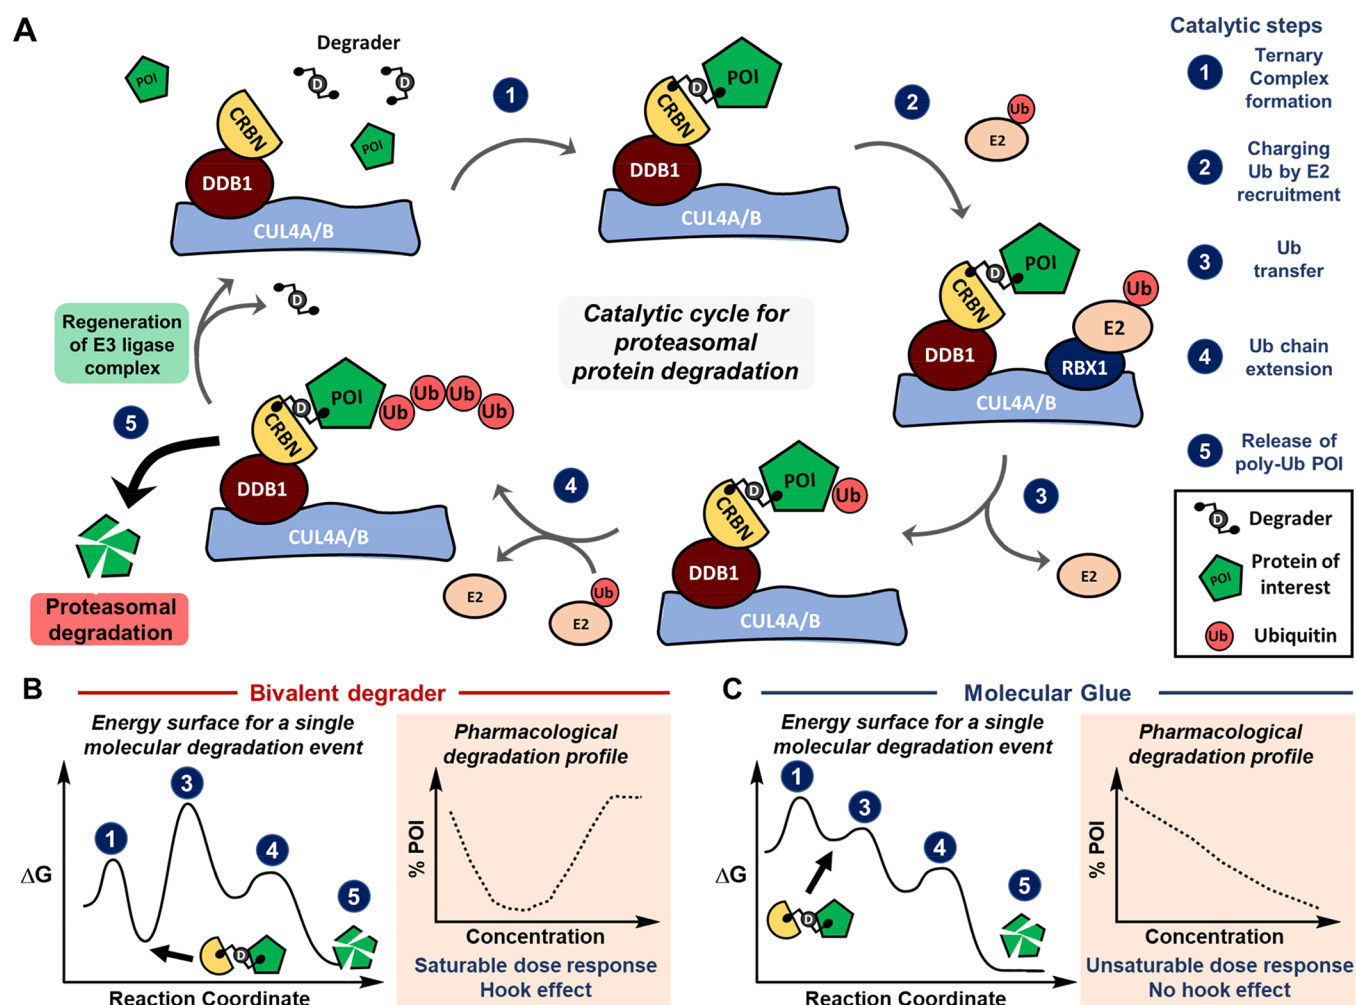 A
Degrader
POI
D
D
POI
CRBN
DDB1
CUL4A/B
1
D
POI
CRBN
DDB1
CUL4A/B
2
Ub
E2
D
POI
CRBN
DDB1
Ub
E2
RBX1
CUL4A/B
3
E2
D
POI
Ub
CRBN
DDB1
CUL4A/B
4
E2
Ub
E2
D
POI
Ub
Ub
Ub
Ub
CRBN
DDB1
CUL4A/B
5
Proteasomal
degradation
Regeneration
of E3 ligase
complex
D
Catalytic cycle for
proteasomal
protein degradation
Catalytic steps
1
Ternary
Complex
formation
2
Charging
Ub by E2
recruitment
3
Ub
transfer
4
Ub chain
extension
5
Release of
poly-Ub POI
D
Degrader
POI
Protein of
interest
Ub
Ubiquitin
B
Bivalent degrader
Energy surface for a single
molecular degradation event
1
3
4
5
D
ΔG
Reaction Coordinate
Pharmacological
degradation profile
% POI
Concentration
Saturable dose response
Hook effect
C
Molecular Glue
Energy surface for a single
molecular degradation event
1
3
4
5
D
ΔG
Reaction Coordinate
Pharmacological
degradation profile
% POI
Concentration
Unsaturable dose response
No hook effect